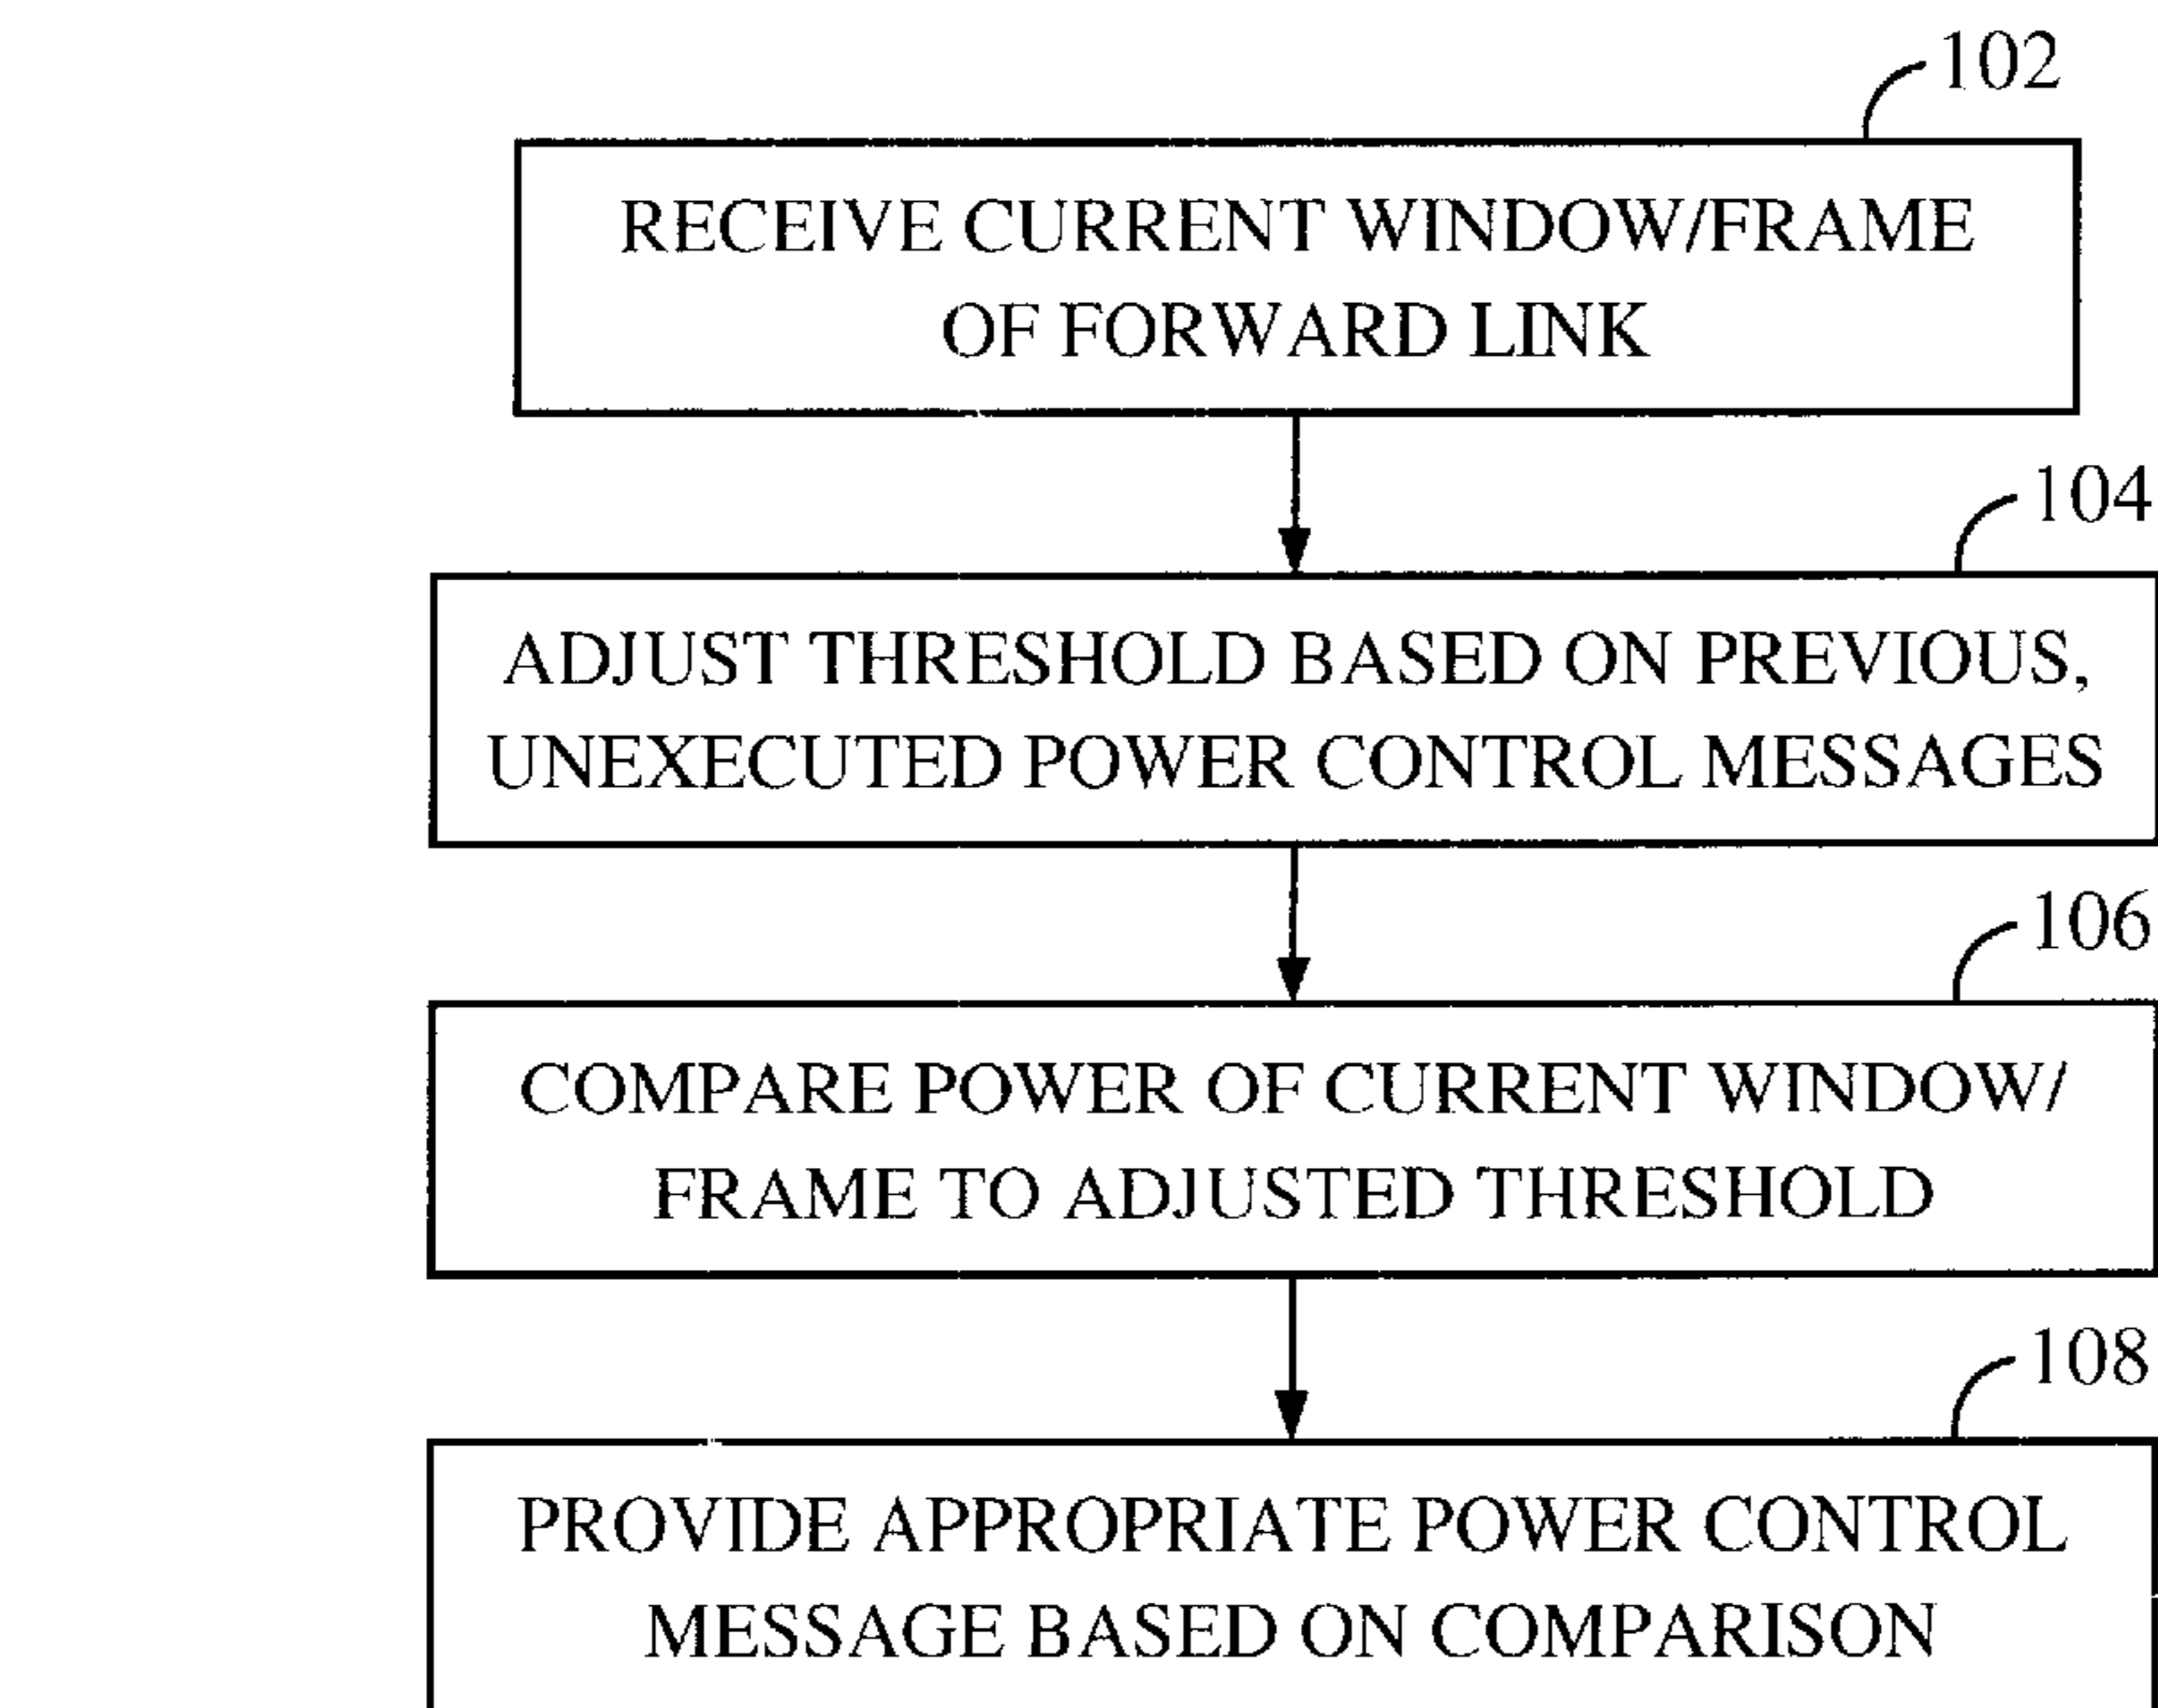 102
RECEIVE CURRENT WINDOW/FRAME
OF FORWARD LINK
104
ADJUST THRESHOLD BASED ON PREVIOUS,
UNEXECUTED POWER CONTROL MESSAGES
106
COMPARE POWER OF CURRENT WINDOW/
FRAME TO ADJUSTED THRESHOLD
108
PROVIDE APPROPRIATE POWER CONTROL
MESSAGE BASED ON COMPARISON